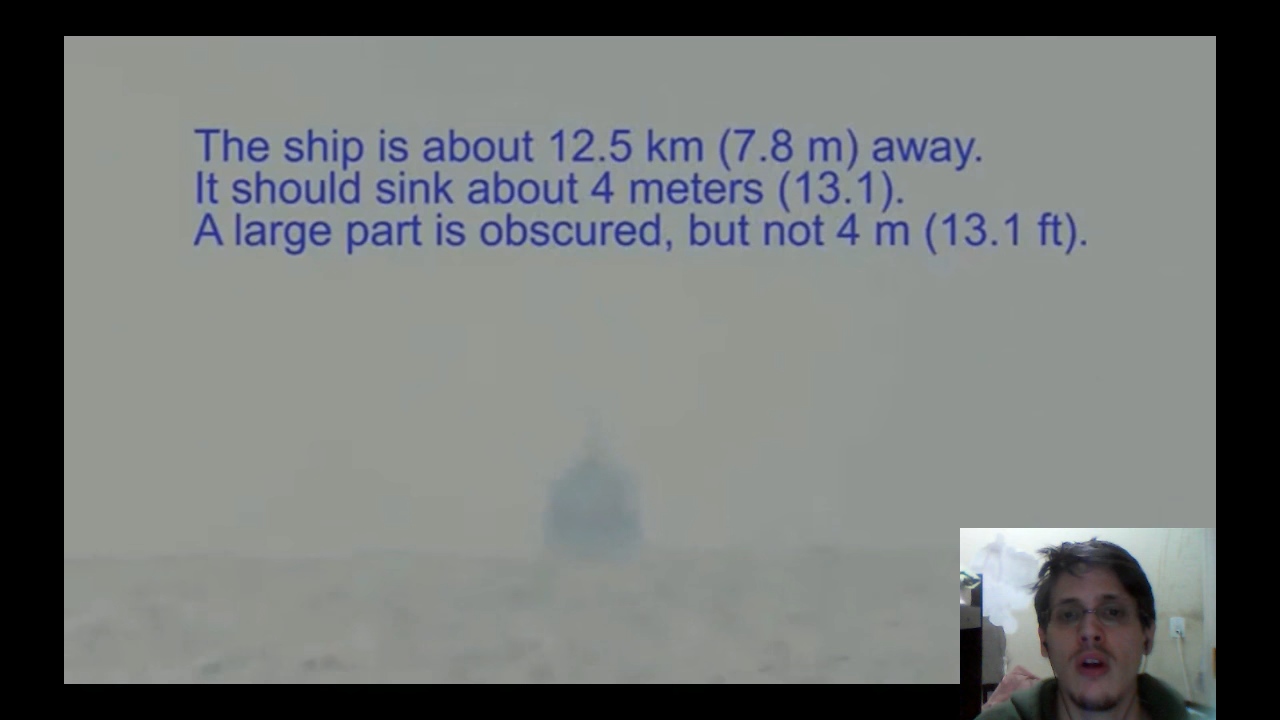 The ship is about 12.5 km (7.8 m) away.
It should sink about 4 meters (13.1).
A large part is obscured, but not 4 m (13.1 ft).